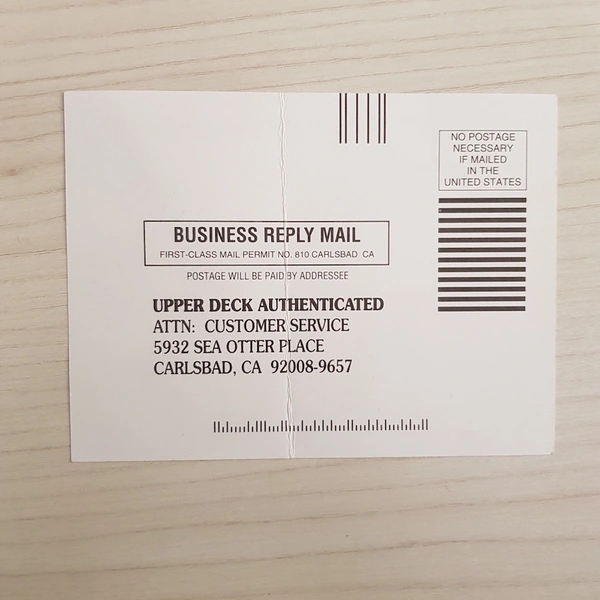 NO POSTAGE
NECESSARY
IF MAILED
IN THE
UNITED STATES
BUSINESS REPLY MAIL
FIRST-CLASS MAIL PERMIT NO. 810 CARLSBAD CA
POSTAGE WILL BE PAID BY ADDRESSEE
UPPER DECK AUTHENTICATED
ATTN: CUSTOMER SERVICE
5932 SEA OTTER PLACE
CARLSBAD, CA 92008-9657